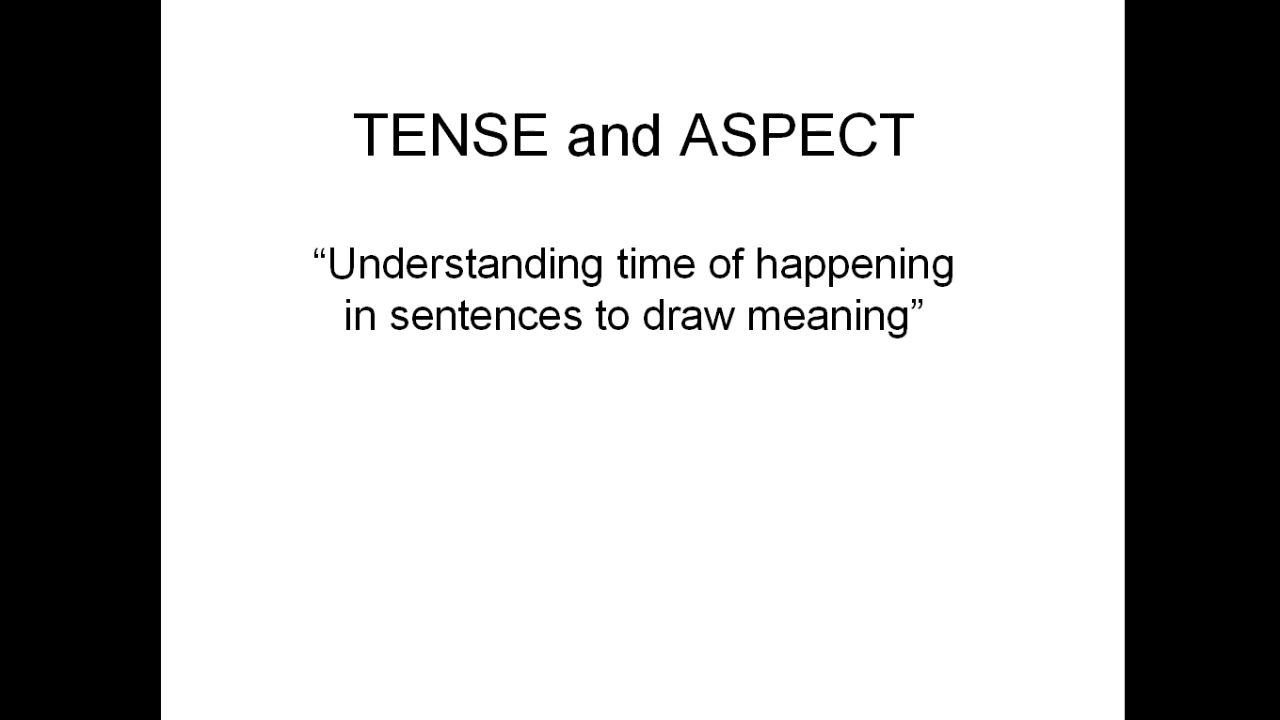 TENSE and ASPECT
“Understanding time of happening
in sentences to draw meaning”